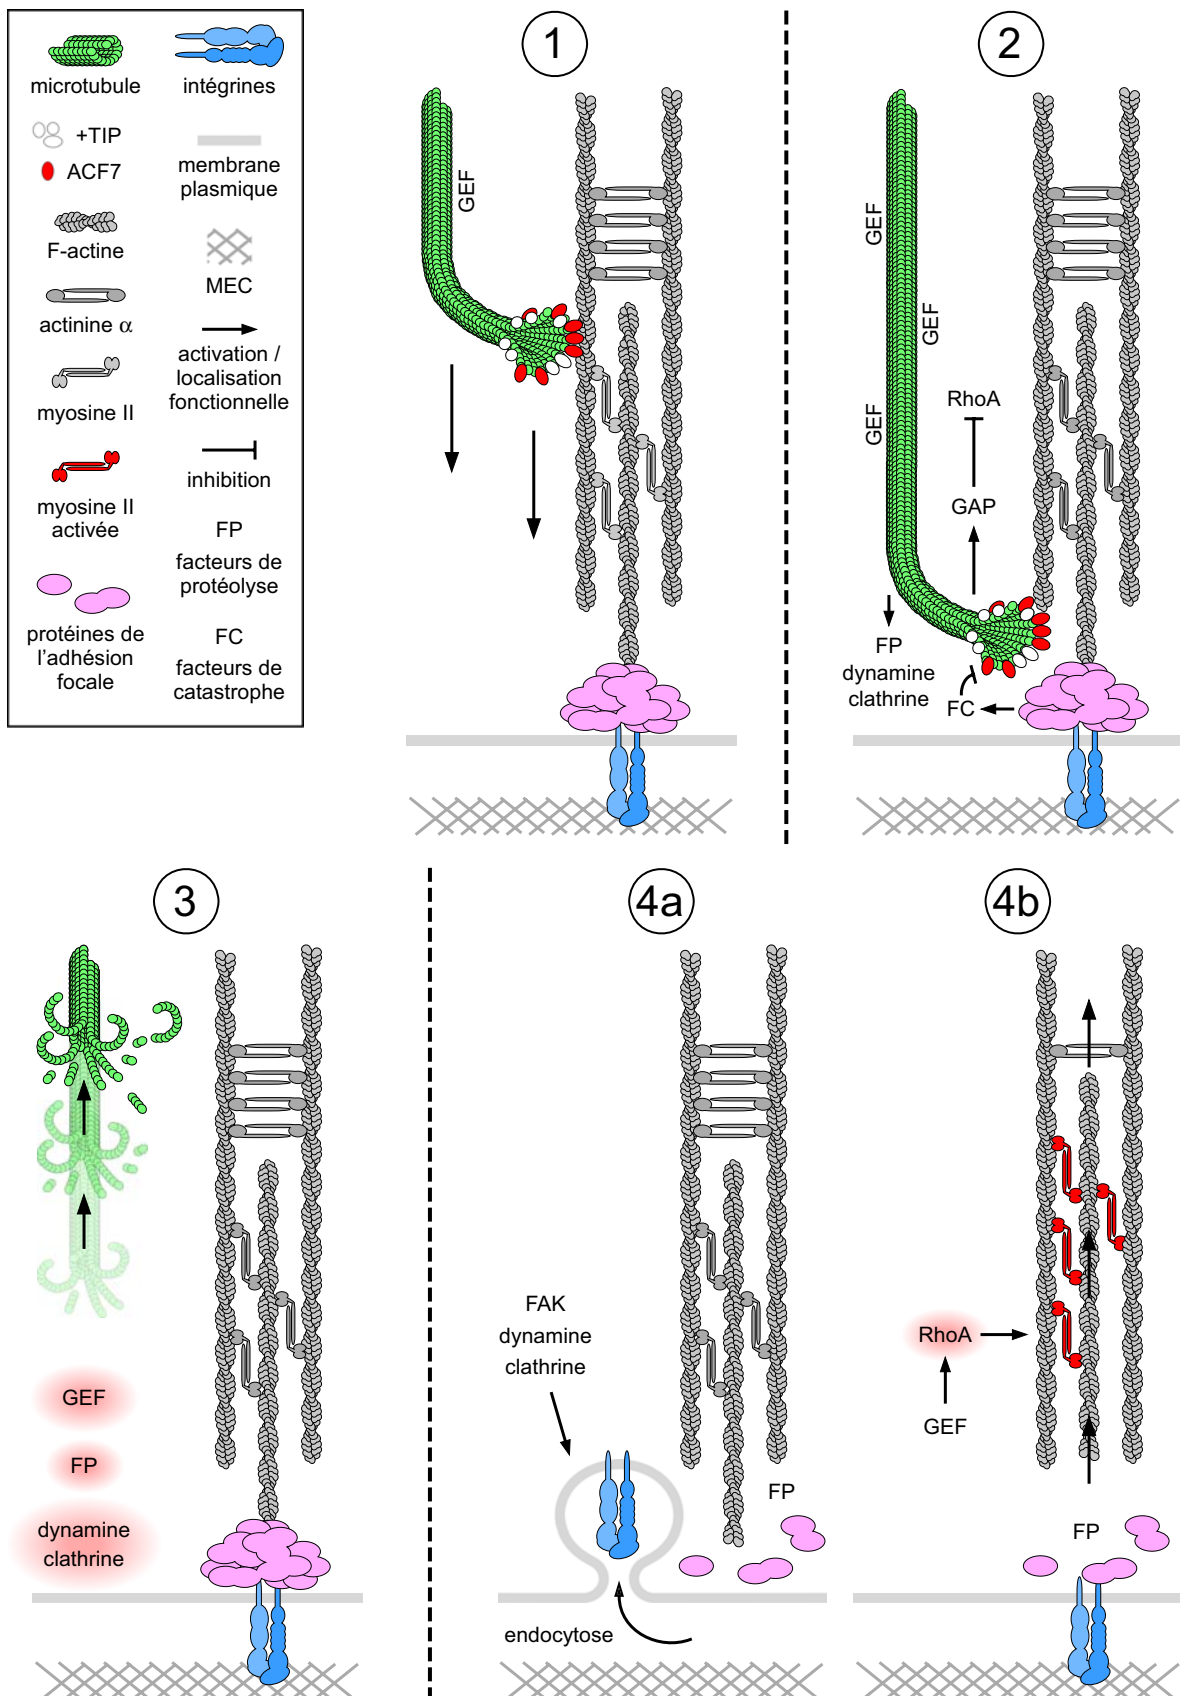 microtubule
intégrines
+TIP
ACF7
membrane
plasmique
F-actine
MEC
actinine α
activation /
localisation
fonctionnelle
myosine II
inhibition
myosine II
activée
FP
facteurs de
protéolyse
protéines de
l'adhésion
focale
FC
facteurs de
catastrophe
1
GEF
2
GEF
GEF
GEF
RhoA
GAP
FP
dynamine
clathrine
FC
3
GEF
FP
dynamine
clathrine
4a
FAK
dynamine
clathrine
FP
endocytose
4b
RhoA
GEF
FP